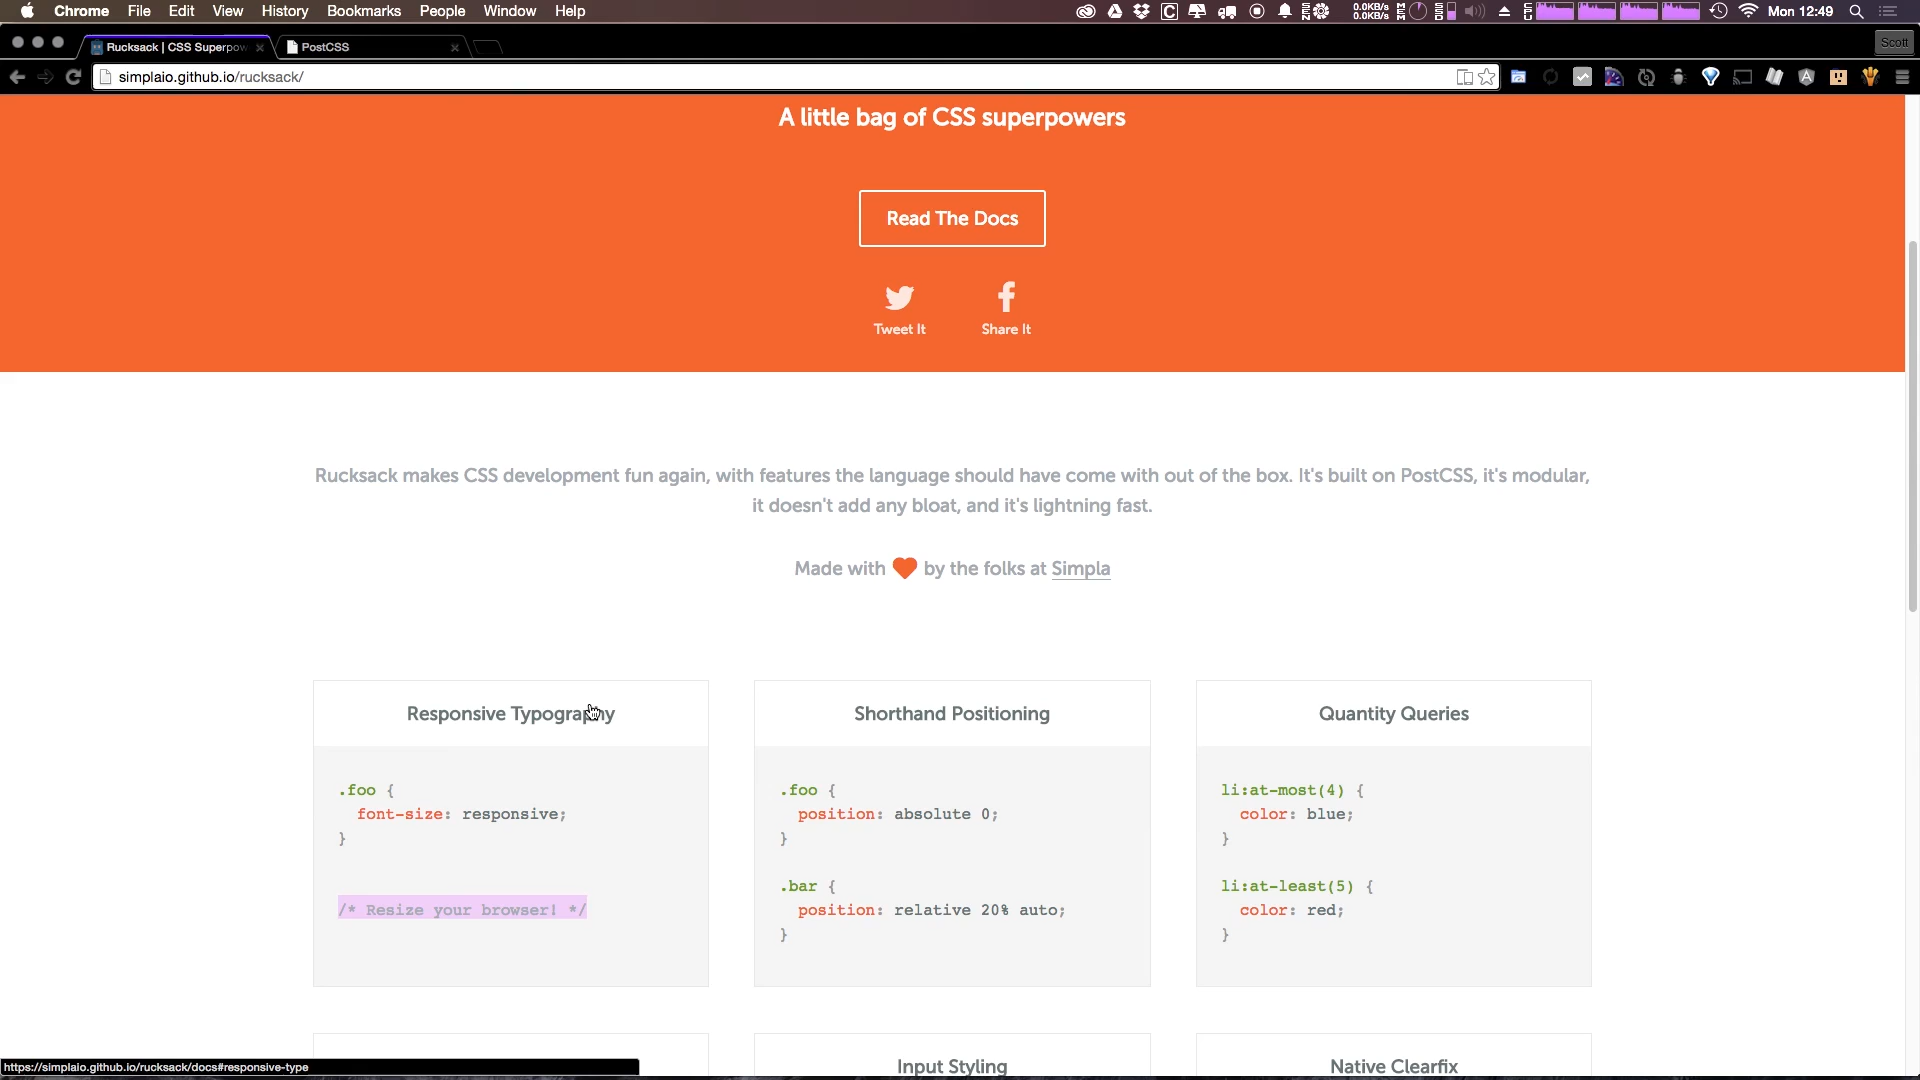 Chrome File Edit View History Bookmarks People Window Help
0.0KB/s
0.0KB/s
Mon 12:49
Rucksack | CSS Superpow
PostCSS
Scott
simplaio.github.io/rucksack/
A little bag of CSS superpowers
Read The Docs
Tweet It
Share It
Rucksack makes CSS development fun again, with features the language should have come with out of the box. It's built on PostCSS, it's modular,
it doesn't add any bloat, and it's lightning fast.
Made with by the folks at Simpla
Responsive Typography
.foo {
font-size: responsive;
}
/* Resize your browser! */
Shorthand Positioning
.foo {
position: absolute 0;
}
.bar {
position: relative 20% auto;
}
Quantity Queries
li:at-most(4) {
color: blue;
}
li:at-least(5) {
color: red;
}
Input Styling
Native Clearfix
https://simplaio.github.io/rucksack/docs#responsive-type